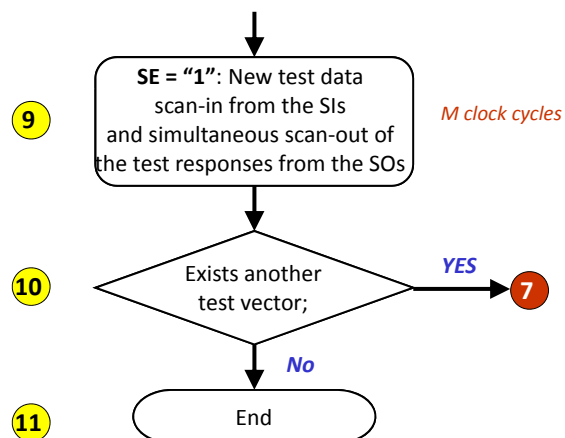 SE = “1”: New test data
scan-in from the SIs
and simultaneous scan-out of
the test responses from the SOs
9
M clock cycles
Exists another
test vector;
10
YES
7
No
End
11